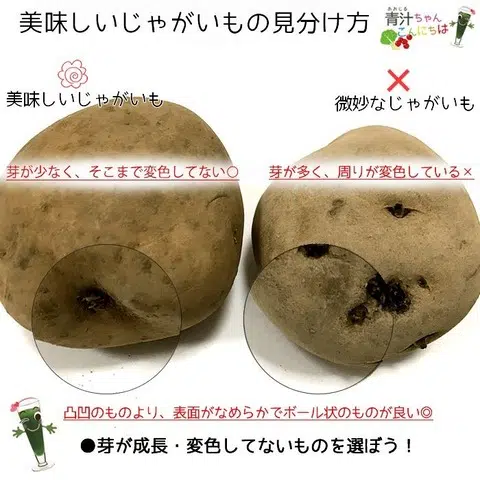 美味しいじゃがいもの見分け方
あおじる
青汁ちゃん
こんにちは
美味しいじゃがいも
微妙なじゃがいも
芽が少なく、そこまで変色してない○
芽が多く、周りが変色している×
凸凹のものより、表面がなめらかでボール状のものが良い◎
●芽が成長・変色してないものを選ぼう！